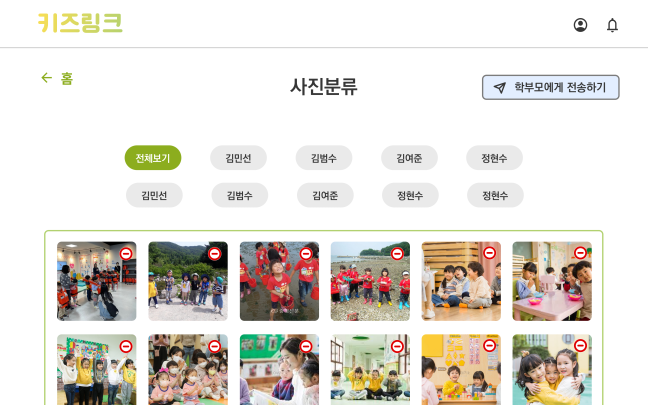 키즈링크
홈
사진분류
학부모에게 전송하기
전체보기 김민선 김범수 김여준 정현수
김민선 김범수 김여준 정현수 정현수